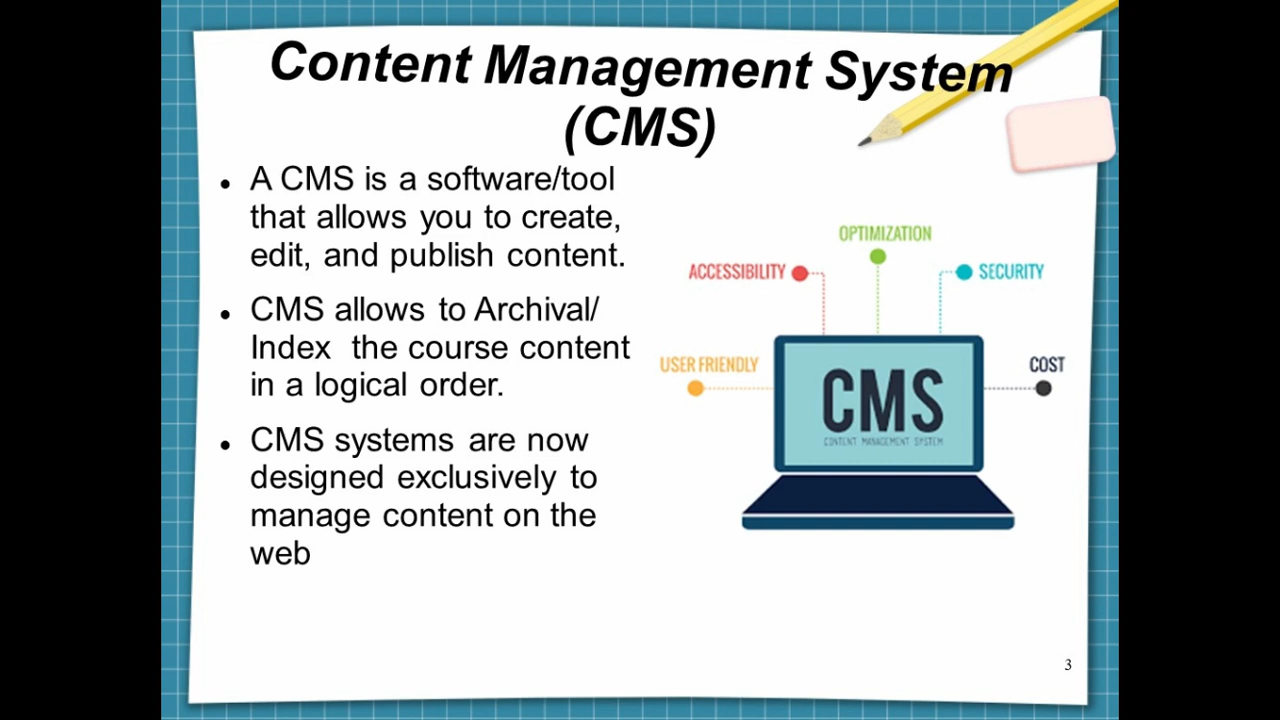 Content Management System
(CMS)
● A CMS is a software/tool
that allows you to create,
edit, and publish content.
● CMS allows to Archival/
Index the course content
in a logical order.
● CMS systems are now
designed exclusively to
manage content on the
web
OPTIMIZATION
ACCESSIBILITY
SECURITY
USER FRIENDLY
COST
CMS
CONTENT MANAGEMENT SYSTEM
3